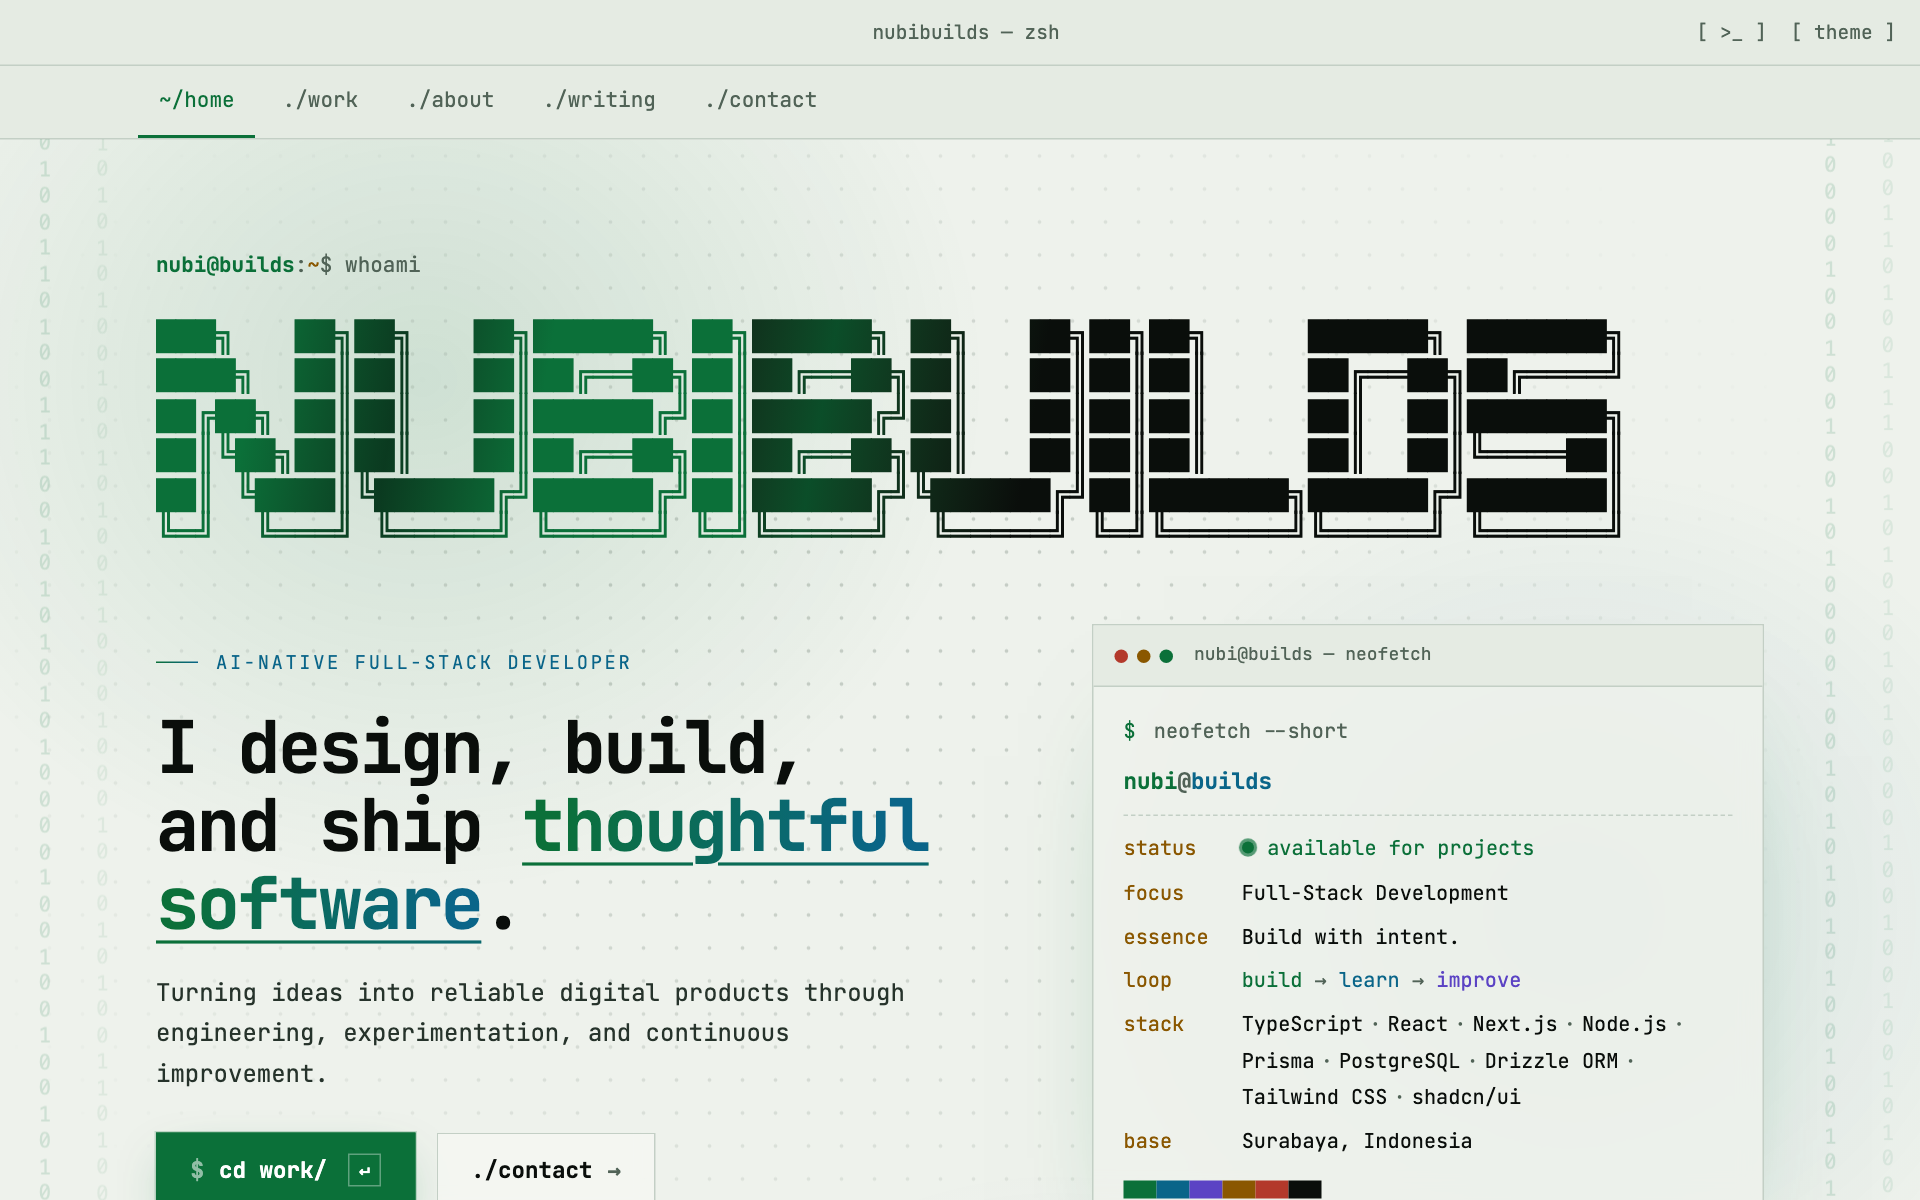 nubibuilds — zsh
[ >_ ] [ theme ]
~/home ./work ./about ./writing ./contact
nubi@builds:~$ whoami
NUBIBUILDS
AI-NATIVE FULL-STACK DEVELOPER
I design, build,
and ship thoughtful
software.
Turning ideas into reliable digital products through
engineering, experimentation, and continuous
improvement.
$ cd work/ ↵
./contact →
nubi@builds — neofetch
$ neofetch --short
nubi@builds
status available for projects
focus Full-Stack Development
essence Build with intent.
loop build → learn → improve
stack TypeScript · React · Next.js · Node.js ·
Prisma · PostgreSQL · Drizzle ORM ·
Tailwind CSS · shadcn/ui
base Surabaya, Indonesia